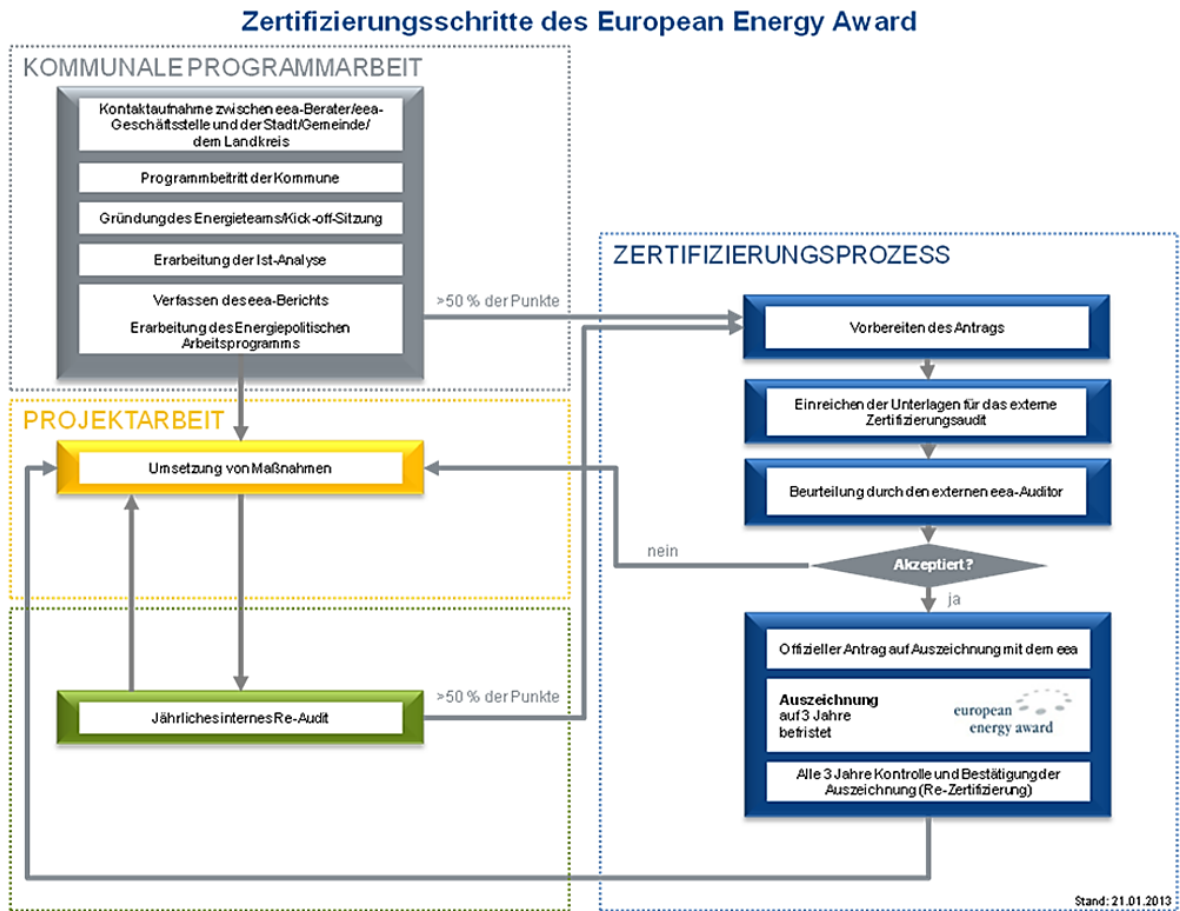 Zertifizierungsschritte des European Energy Award
KOMMUNALE PROGRAMMARBEIT
Kontaktaufnahme zwischen eea-Berater/eea-
Geschäftsstelle und der Stadt/Gemeinde/
dem Landkreis
Programmbeitritt der Kommune
Gründung des Energieteams/Kick-off-Sitzung
Erarbeitung der Ist-Analyse
Verfassen des eea-Berichts
Erarbeitung des Energiepolitischen
Arbeitsprogramms
>50 % der Punkte
PROJEKTARBEIT
Umsetzung von Maßnahmen
Jährliches internes Re-Audit
>50 % der Punkte
ZERTIFIZIERUNGSPROZESS
Vorbereiten des Antrags
Einreichen der Unterlagen für das externe
Zertifizierungsaudit
Beurteilung durch den externen eea-Auditor
Akzeptiert?
nein
ja
Offizieller Antrag auf Auszeichnung mit dem eea
Auszeichnung
auf 3 Jahre
befristet
european
energy award
Alle 3 Jahre Kontrolle und Bestätigung der
Auszeichnung (Re-Zertifizierung)
Stand: 21.01.2013